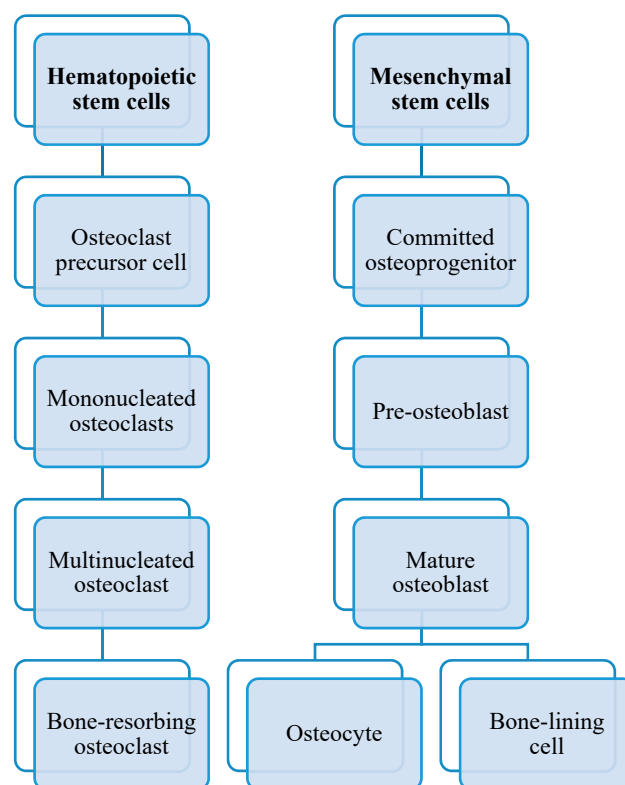 Hematopoietic
stem cells
Mesenchymal
stem cells
Osteoclast
precursor cell
Committed
osteoprogenitor
Mononucleated
osteoclasts
Pre-osteoblast
Multinucleated
osteoclast
Mature
osteoblast
Bone-resorbing
osteoclast
Osteocyte
Bone-lining
cell